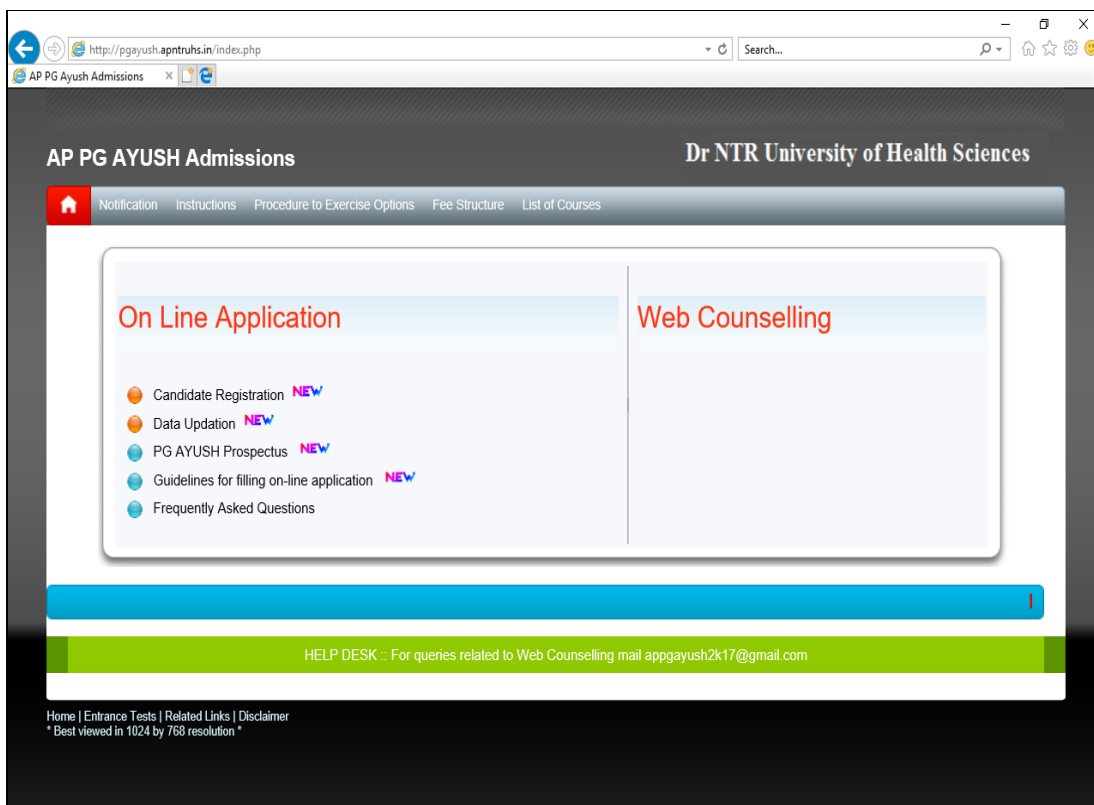 http://pgayush.apntruhs.in/index.php
Search...
AP PG Ayush Admissions
AP PG AYUSH Admissions
Dr NTR University of Health Sciences
Notification Instructions Procedure to Exercise Options Fee Structure List of Courses
On Line Application
Candidate Registration NEW
Data Updation NEW
PG AYUSH Prospectus NEW
Guidelines for filling on-line application NEW
Frequently Asked Questions
Web Counselling
HELP DESK :: For queries related to Web Counselling mail appgayush2k17@gmail.com
Home | Entrance Tests | Related Links | Disclaimer
* Best viewed in 1024 by 768 resolution *